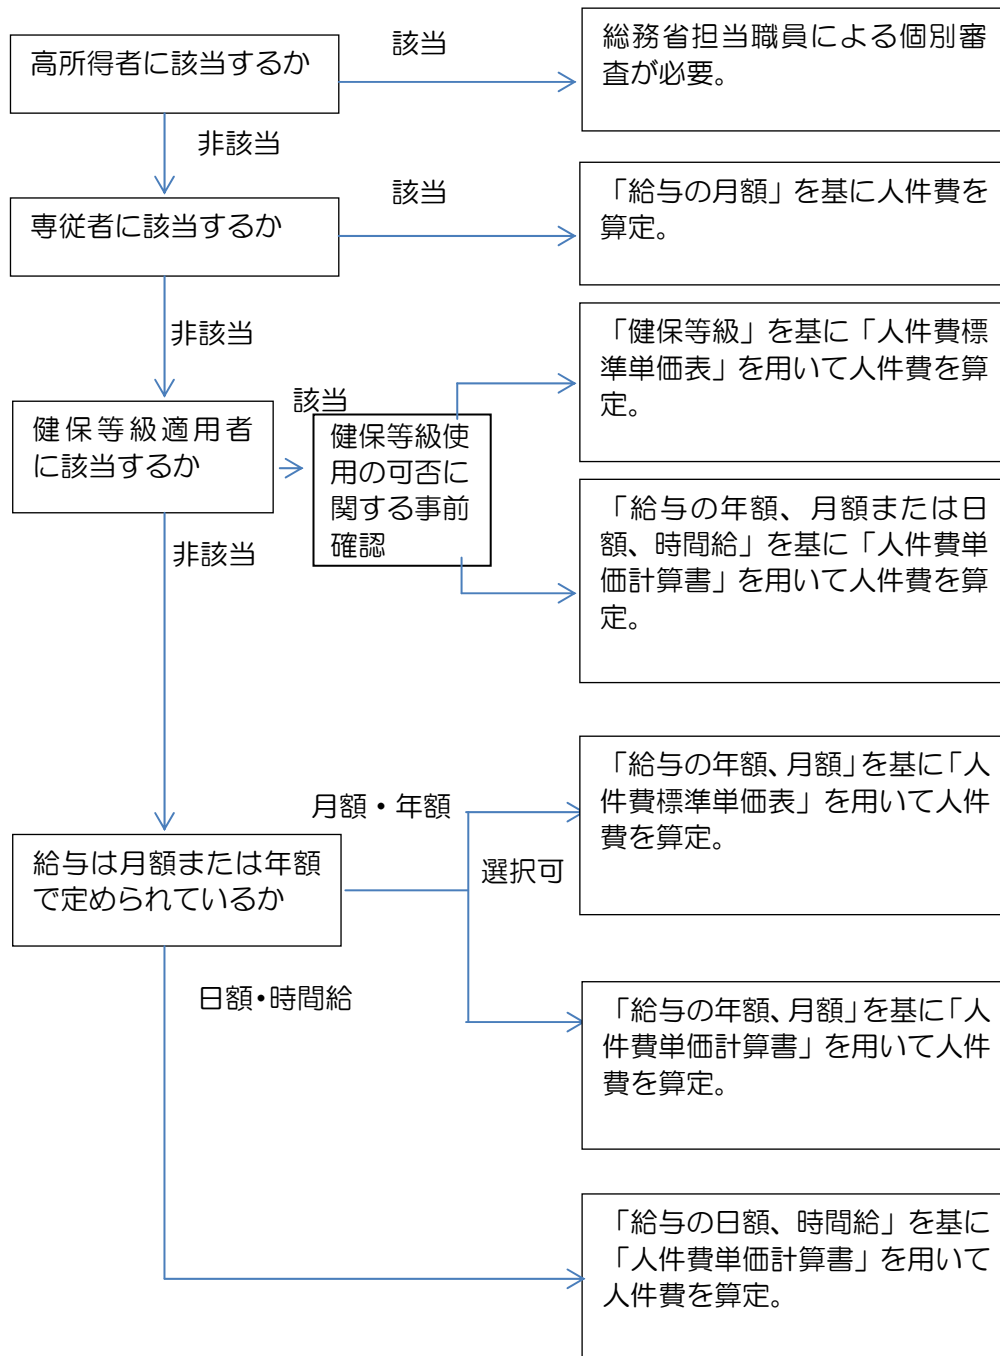 高所得者に該当するか
該当
総務省担当職員による個別審
査が必要。
非該当
専従者に該当するか
該当
「給与の月額」を基に人件費を
算定。
非該当
「健保等級」を基に「人件費標
準単価表」を用いて人件費を算
定。
健保等級適用者
に該当するか
該当
健保等級使
用の可否に
関する事前
確認
「給与の年額、月額または日
額、時間給」を基に「人件費単
価計算書」を用いて人件費を算
定。
非該当
給与は月額または年額
で定められているか
月額・年額
選択可
「給与の年額、月額」を基に「人
件費標準単価表」を用いて人件
費を算定。
「給与の年額、月額」を基に「人
件費単価計算書」を用いて人件
費を算定。
日額・時間給
「給与の日額、時間給」を基に
「人件費単価計算書」を用いて
人件費を算定。